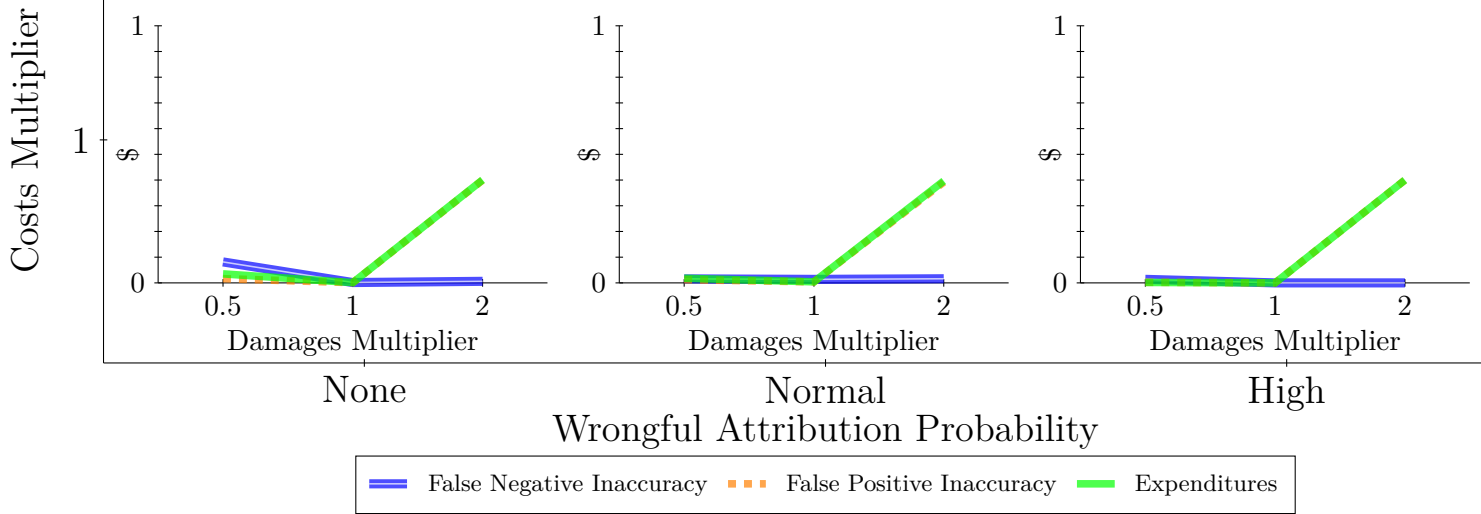 Costs Multiplier
1
1
0
$
0.5 1 2
Damages Multiplier
1
0
$
0.5 1 2
Damages Multiplier
1
0
$
0.5 1 2
Damages Multiplier
None Normal High
Wrongful Attribution Probability
False Negative Inaccuracy False Positive Inaccuracy Expenditures